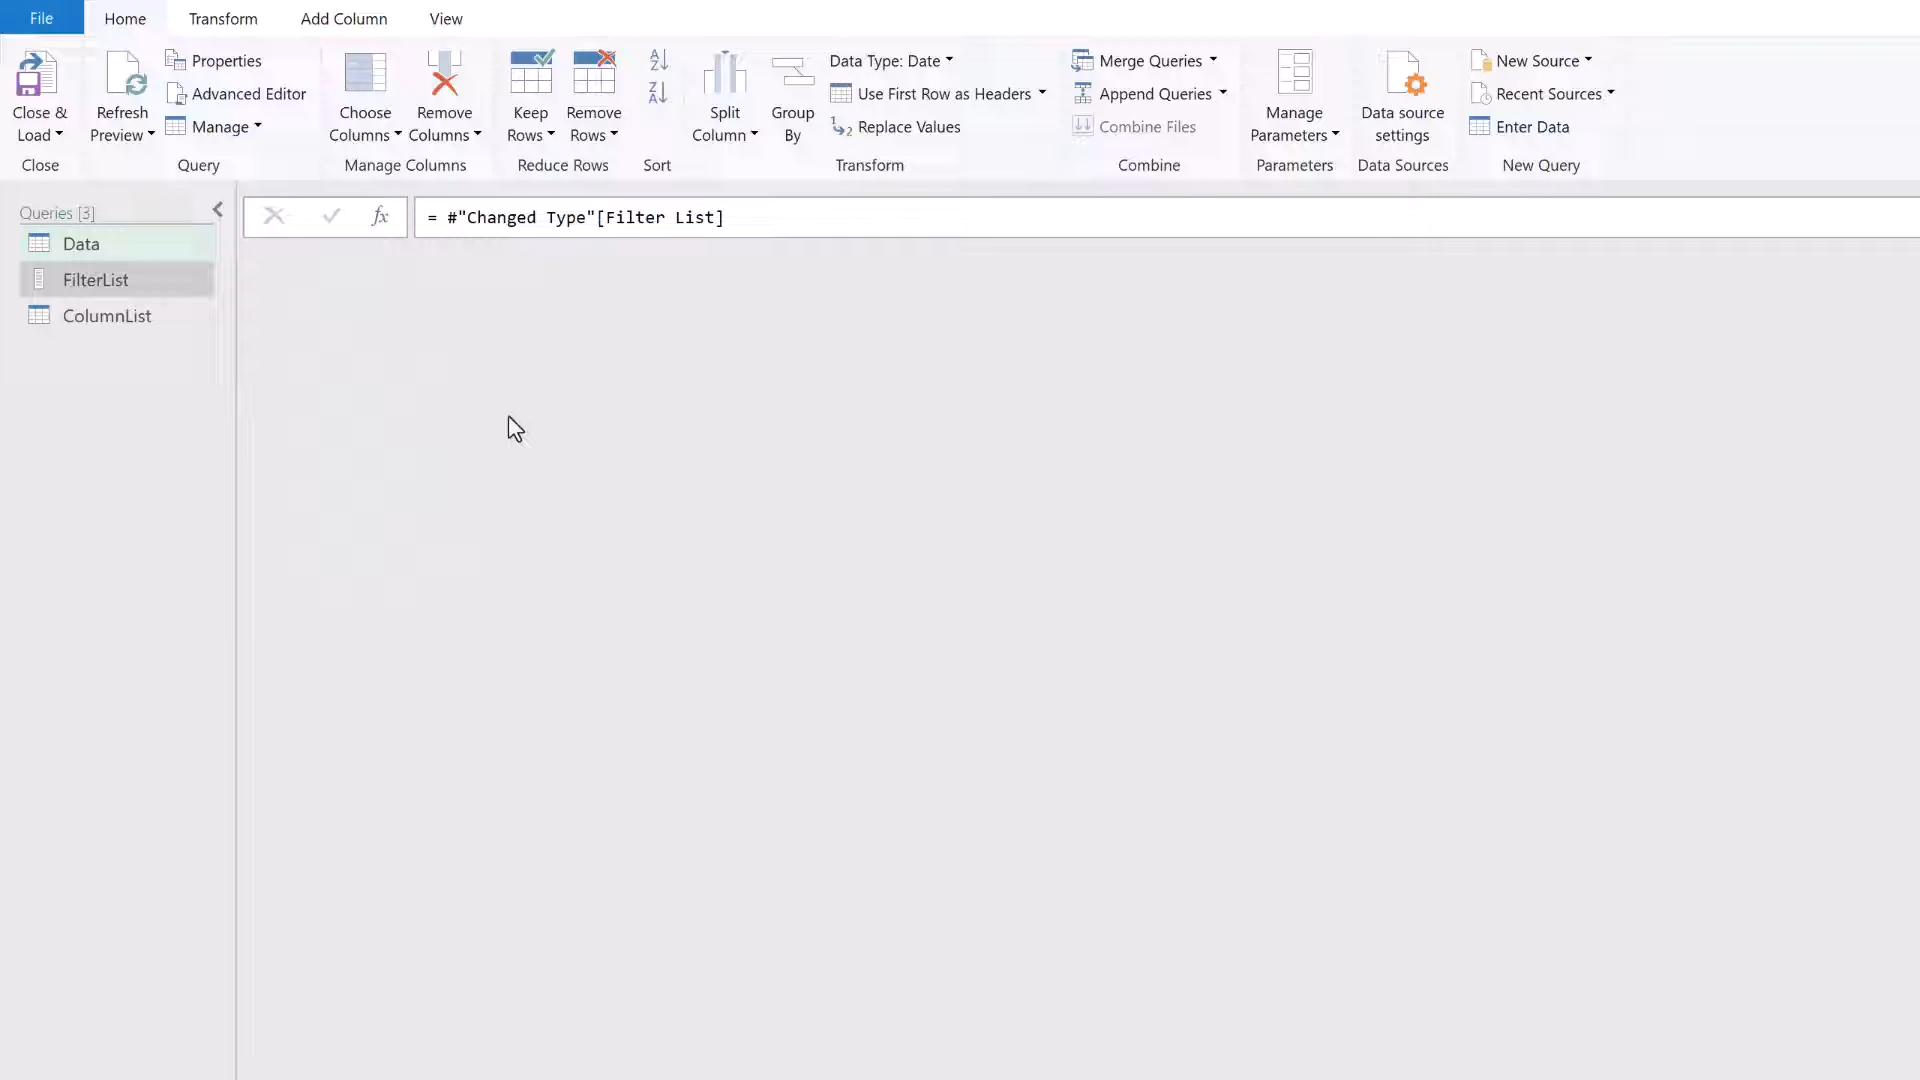 File Home Transform Add Column View
Close & Load
Refresh Preview
Properties
Advanced Editor
Manage
Choose Columns
Remove Columns
Keep Rows
Remove Rows
A
Z
Z
A
Split Column
Group By
Data Type: Date
Use First Row as Headers
1
2 Replace Values
Merge Queries
Append Queries
Combine Files
Manage Parameters
Data source settings
New Source
Recent Sources
Enter Data
Close Query Manage Columns Reduce Rows Sort Transform Combine Parameters Data Sources New Query
Queries [3]
fx = #"Changed Type"[Filter List]
Data
FilterList
ColumnList